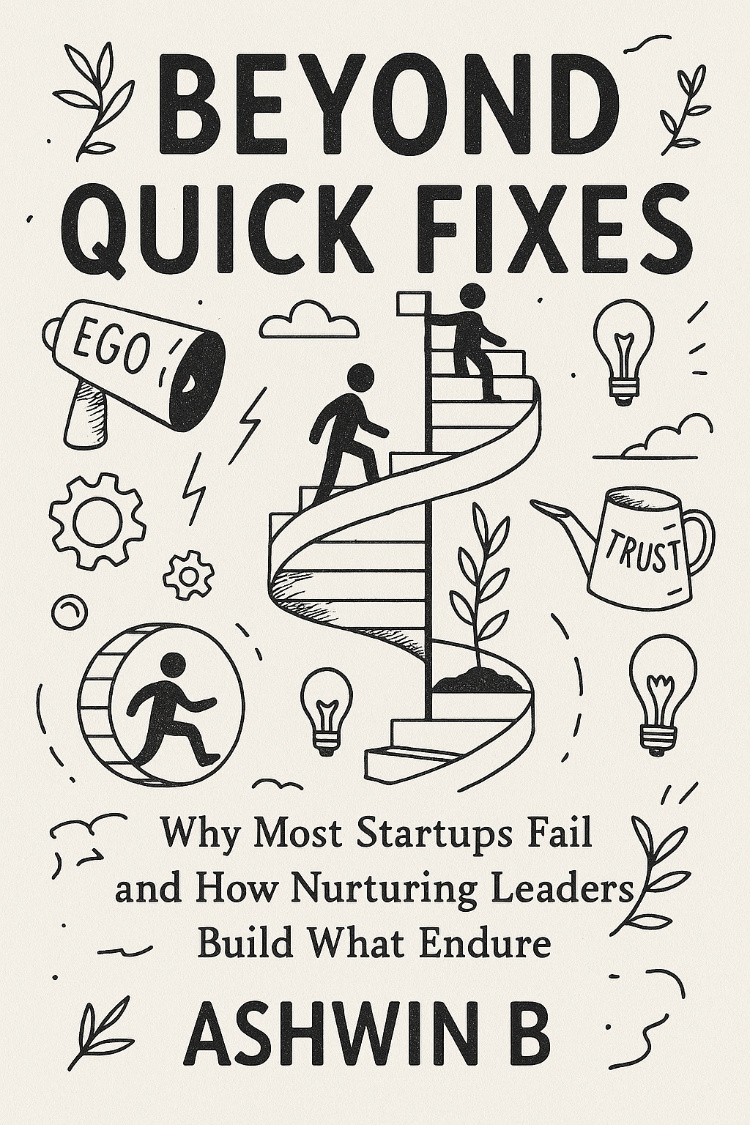 BEYOND
QUICK FIXES
EGO
TRUST
Why Most Startups Fail
and How Nurturing Leaders
Build What Endure
ASHWIN B